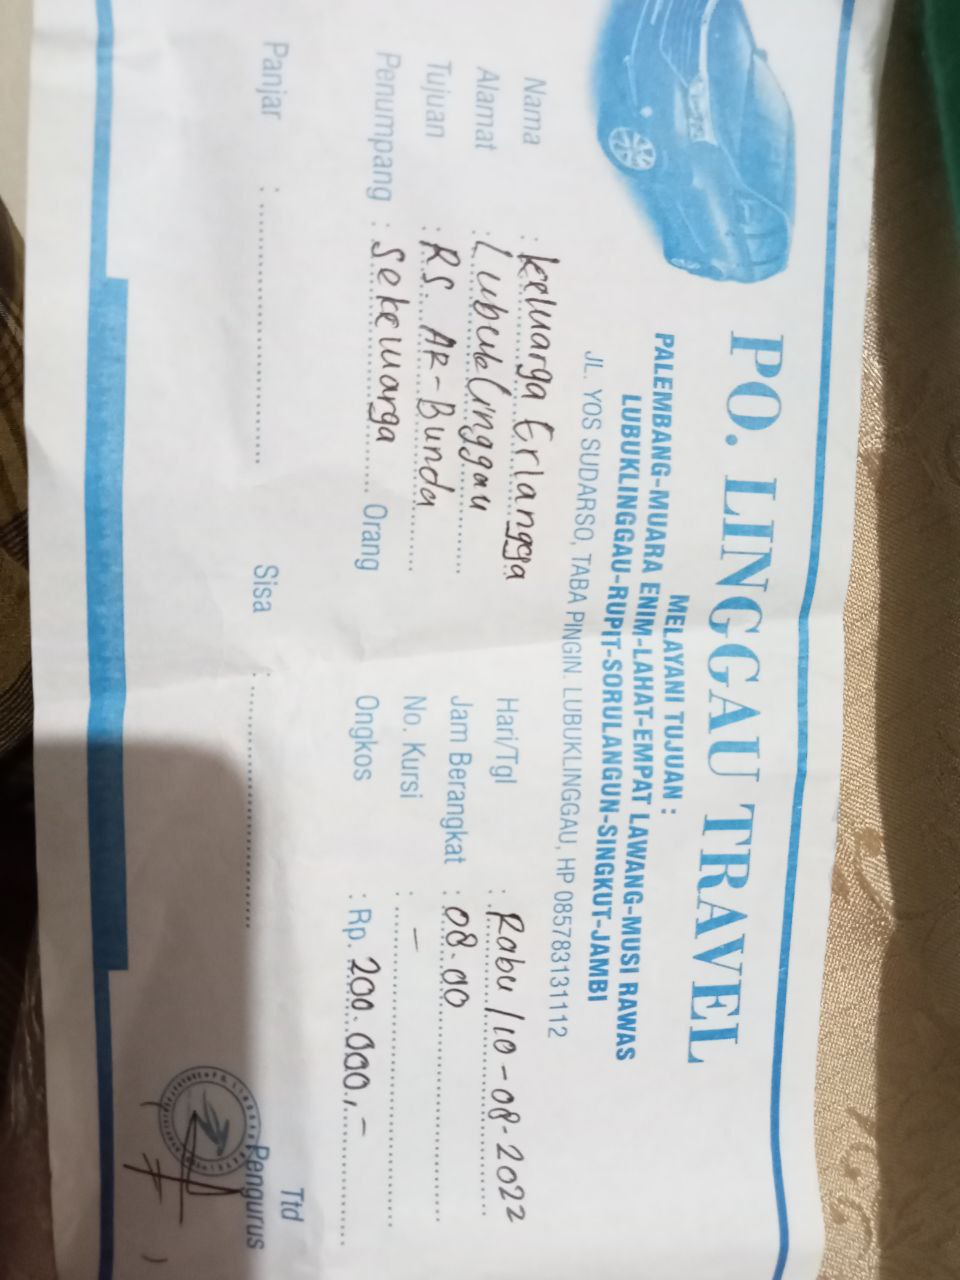 PO. LINGGAU TRAVEL
MELAYANI TUJUAN :
PALEMBANG-MUARA ENIM-LAHAT-EMPAT LAWANG-MUSI RAWAS
LUBUKLINGGAU-RUPIT-SORULANGUN-SINGKUT-JAMBI
JL. YOS SUDARSO, TABA PINGIN. LUBUKLINGGAU, HP 085783131112
Nama : Keluarga Erlangga
Alamat : Lubuk Linggau
Tujuan : RS. AR-Bunda
Penumpang : Sekeluarga Orang
Hari/Tgl : Rabu / 10-08-2022
Jam Berangkat : 08.00
No. Kursi : -
Ongkos : Rp. 200.000,-
Panjar : Sisa :
Ttd
Pengurus